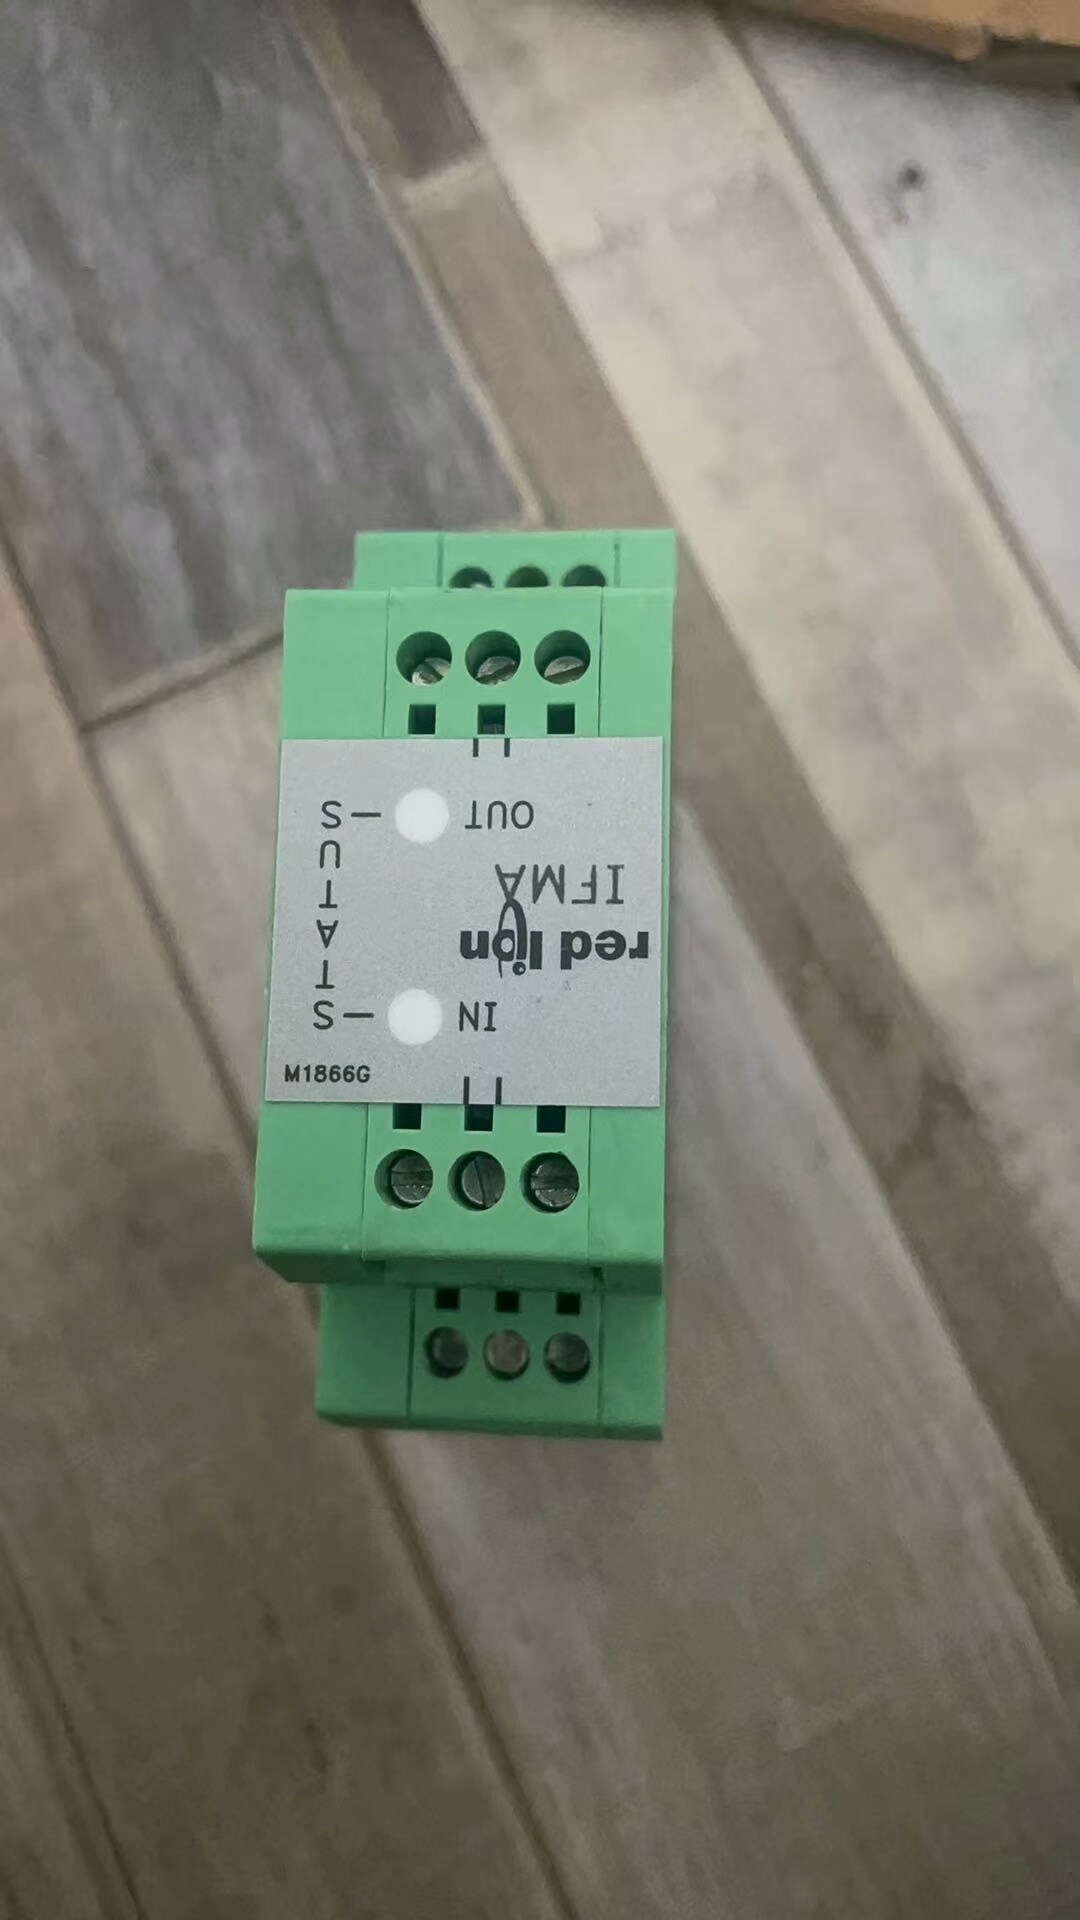 M1866G
IN
red lion
IFMA
OUT
STATUS